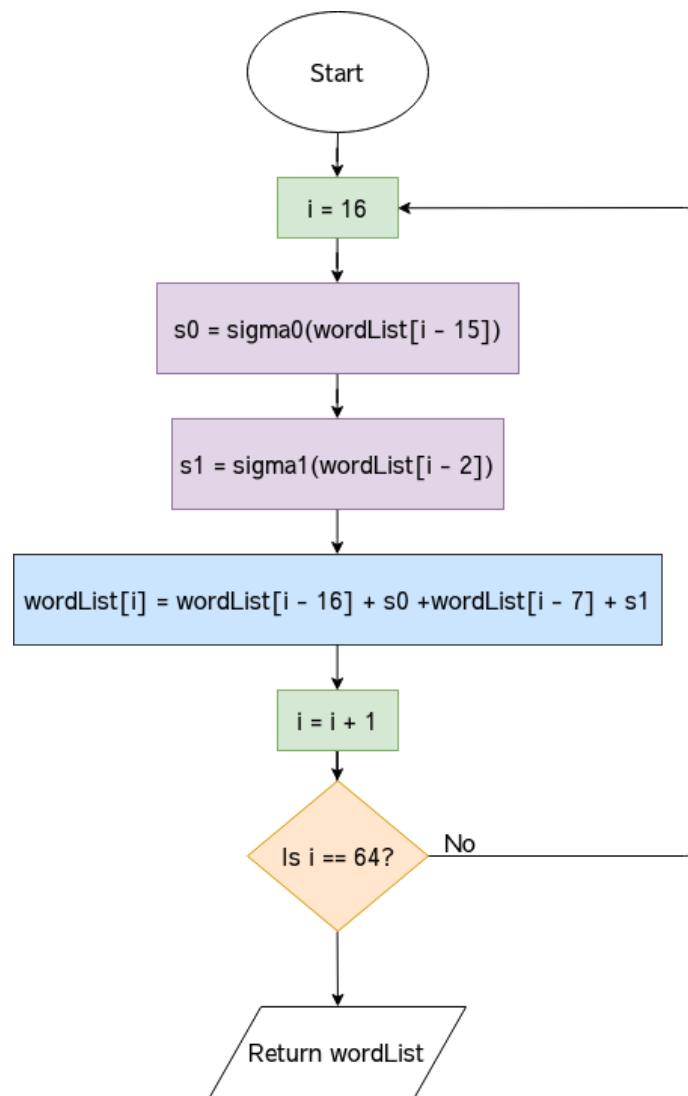 Start
i = 16
s0 = sigma0(wordList[i - 15])
s1 = sigma1(wordList[i - 2])
wordList[i] = wordList[i - 16] + s0 +wordList[i - 7] + s1
i = i + 1
Is i == 64?
No
Return wordList